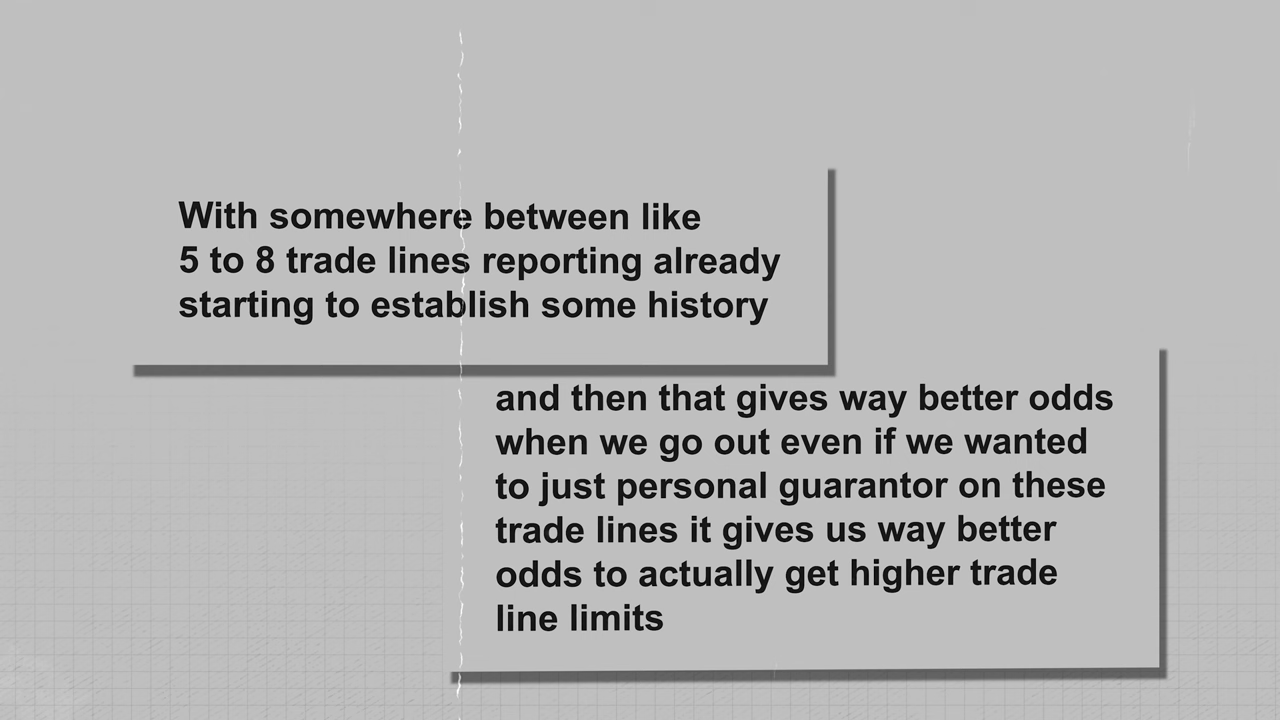 With somewhere between like
5 to 8 trade lines reporting already
starting to establish some history
and then that gives way better odds
when we go out even if we wanted
to just personal guarantor on these
trade lines it gives us way better
odds to actually get higher trade
line limits